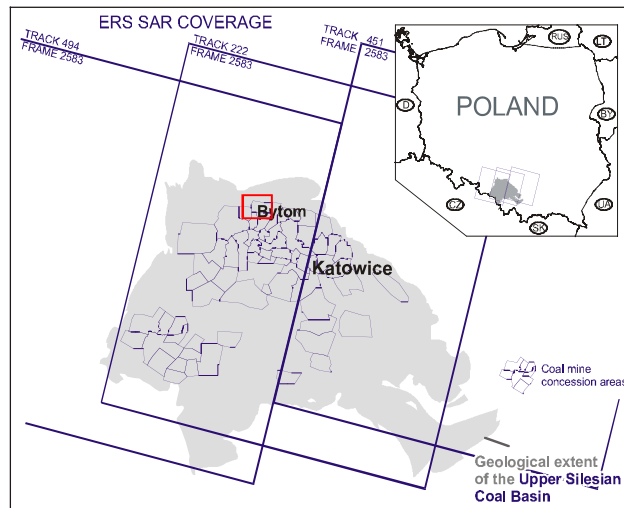 ERS SAR COVERAGE
TRACK 494
FRAME 2583
TRACK 222
FRAME 2583
TRACK 451
FRAME 2583
RUS
LT
D
POLAND
BY
CZ
UA
SK
Bytom
Katowice
Coal mine
concession areas
Geological extent
of the Upper Silesian
Coal Basin